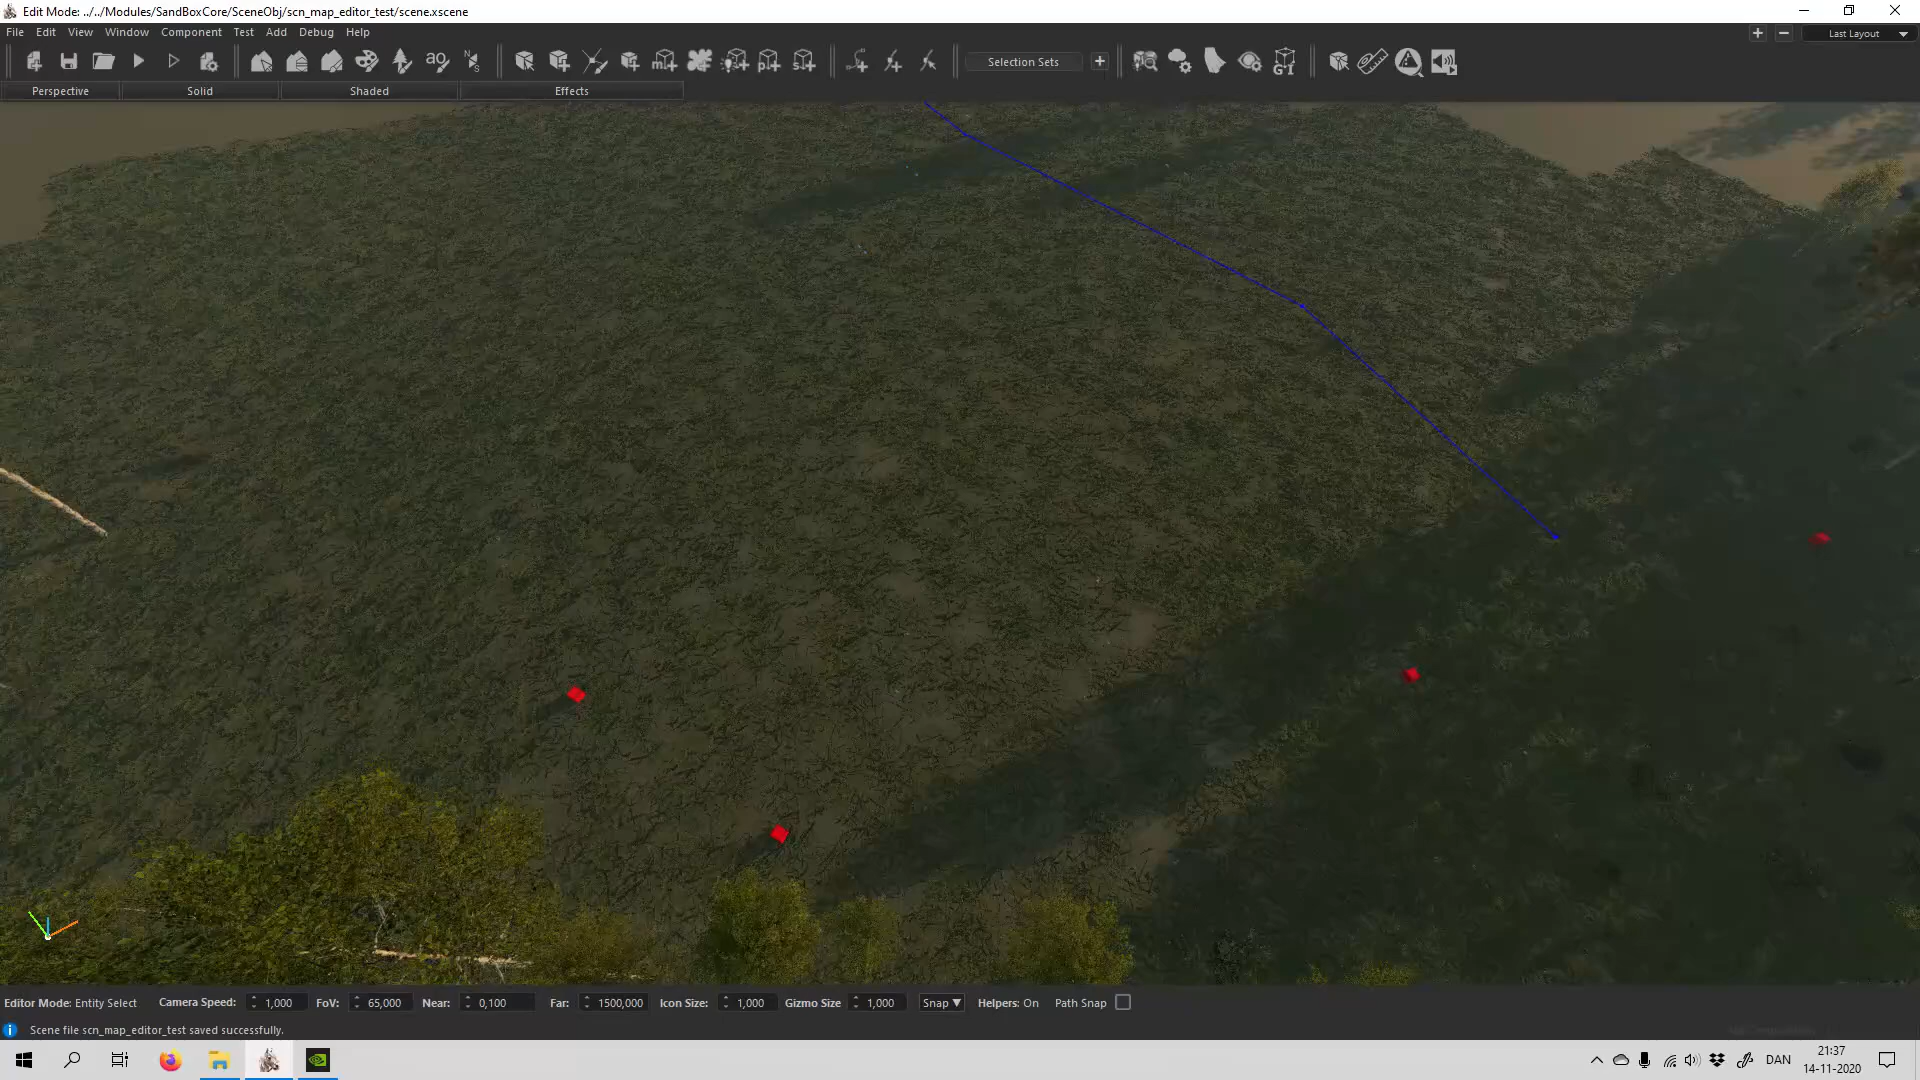 Edit Mode: ../../Modules/SandBoxCore/SceneObj/scn_map_editor_test/scene.xscene
File Edit View Window Component Test Add Debug Help
Last Layout
Selection Sets
Perspective Solid Shaded Effects
Editor Mode: Entity Select Camera Speed: 1,000 FoV: 65,000 Near: 0,100 Far: 1500,000 Icon Size: 1,000 Gizmo Size 1,000 Snap Helpers: On Path Snap
Scene file scn_map_editor_test saved successfully.
DAN
21:37
14-11-2020